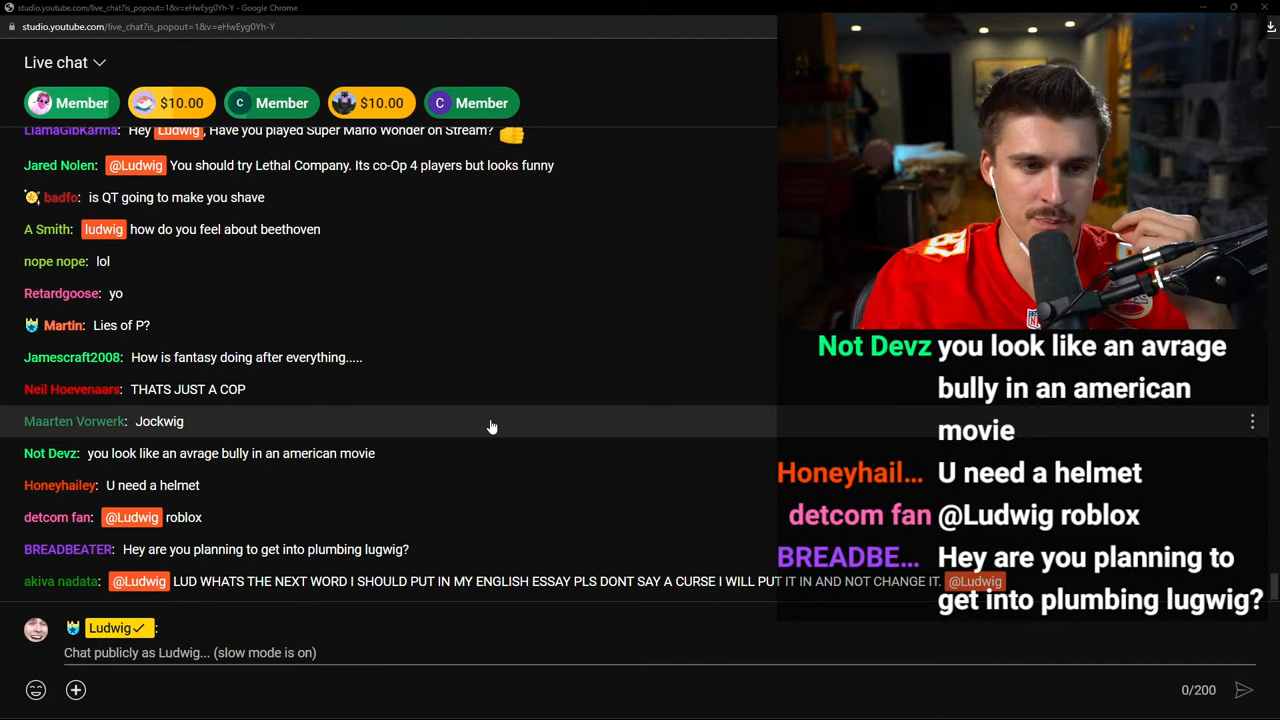 studio.youtube.com/live_chat?is_popout=1&v=eHwEyg0Yh-Y - Google Chrome
studio.youtube.com/live_chat?is_popout=1&v=eHwEyg0Yh-Y
Live chat
Member $10.00 C Member $10.00 C Member
LlamaGibKarma: Hey Ludwig, Have you played Super Mario Wonder on Stream?
Jared Nolen: @Ludwig You should try Lethal Company. Its co-Op 4 players but looks funny
badfo: is QT going to make you shave
A Smith: ludwig how do you feel about beethoven
nope nope: lol
Retardgoose: yo
Martin: Lies of P?
Jamescraft2008: How is fantasy doing after everything.....
Neil Hoevenaars: THATS JUST A COP
Maarten Vorwerk: Jockwig
Not Devz: you look like an avrage bully in an american movie
Honeyhailey: U need a helmet
detcom fan: @Ludwig roblox
BREADBEATER: Hey are you planning to get into plumbing lugwig?
akiva nadata: @Ludwig LUD WHATS THE NEXT WORD I SHOULD PUT IN MY ENGLISH ESSAY PLS DONT SAY A CURSE I WILL PUT IT IN AND NOT CHANGE IT. @Ludwig
Ludwig✓:
Chat publicly as Ludwig... (slow mode is on)
0/200
87
NFL
Not Devz you look like an avrage
bully in an american
movie
Honeyhail... U need a helmet
detcom fan @Ludwig roblox
BREADBE... Hey are you planning to
get into plumbing lugwig?